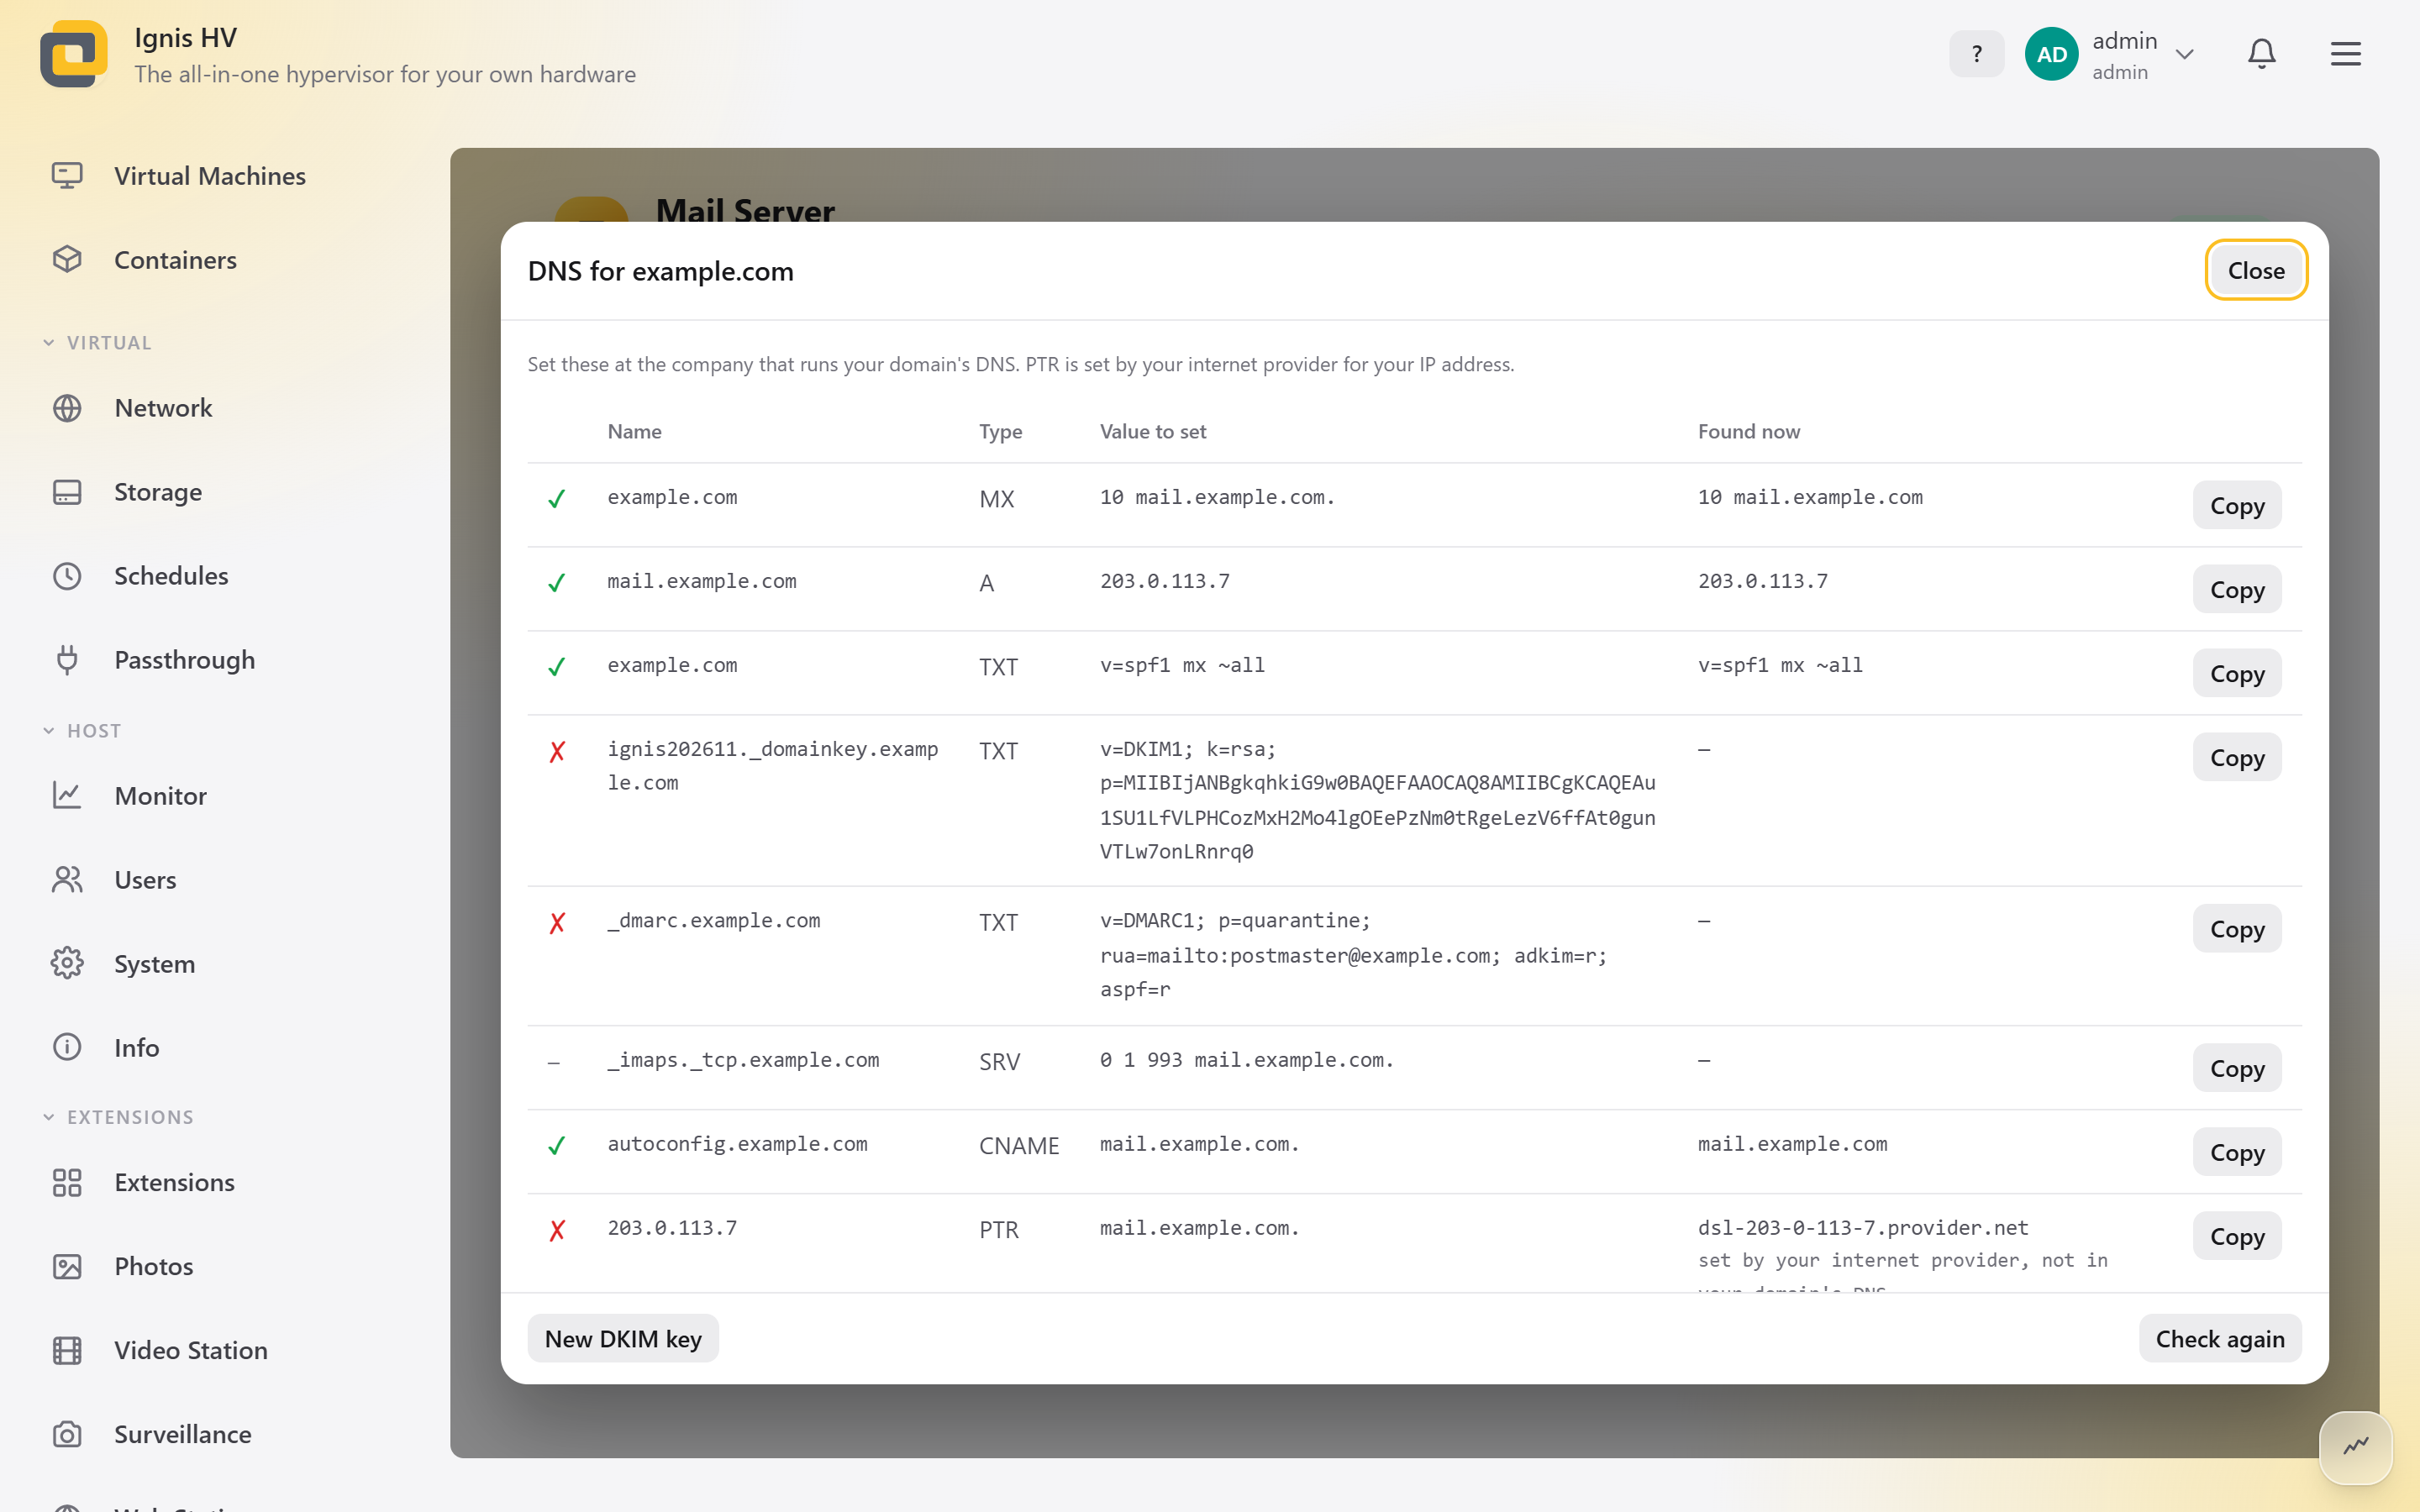 Ignis HV
The all-in-one hypervisor for your own hardware
?
AD
admin
admin
Virtual Machines
Containers
VIRTUAL
Network
Storage
Schedules
Passthrough
HOST
Monitor
Users
System
Info
EXTENSIONS
Extensions
Photos
Video Station
Surveillance
Mail Server
DNS for example.com
Close
Set these at the company that runs your domain's DNS. PTR is set by your internet provider for your IP address.
Name Type Value to set Found now
✓ example.com MX 10 mail.example.com. 10 mail.example.com Copy
✓ mail.example.com A 203.0.113.7 203.0.113.7 Copy
✓ example.com TXT v=spf1 mx ~all v=spf1 mx ~all Copy
✗ ignis202611._domainkey.examp TXT v=DKIM1; k=rsa; – Copy
le.com p=MIIBIjANBgkqhkiG9w0BAQEFAAOCAQ8AMIIBCgKCAQEAu
1SU1LfVLPHCozMxH2Mo4lgOEePzNm0tRgeLezV6ffAt0gun
VTLw7onLRnrq0
✗ _dmarc.example.com TXT v=DMARC1; p=quarantine; – Copy
rua=mailto:postmaster@example.com; adkim=r;
aspf=r
– _imaps._tcp.example.com SRV 0 1 993 mail.example.com. – Copy
✓ autoconfig.example.com CNAME mail.example.com. mail.example.com Copy
✗ 203.0.113.7 PTR mail.example.com. dsl-203-0-113-7.provider.net Copy
set by your internet provider, not in
New DKIM key
Check again